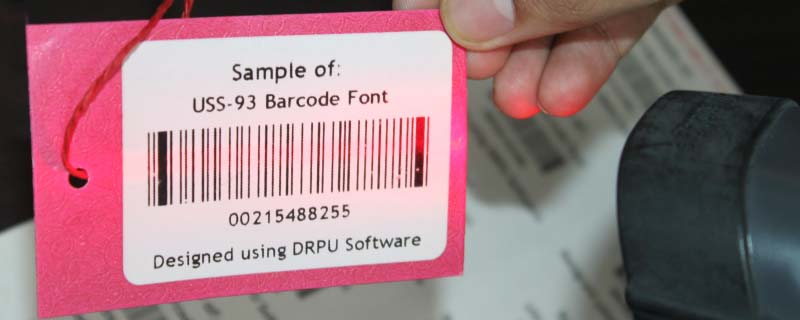 Sample of:
USS-93 Barcode Font
00215488255
Designed using DRPU Software